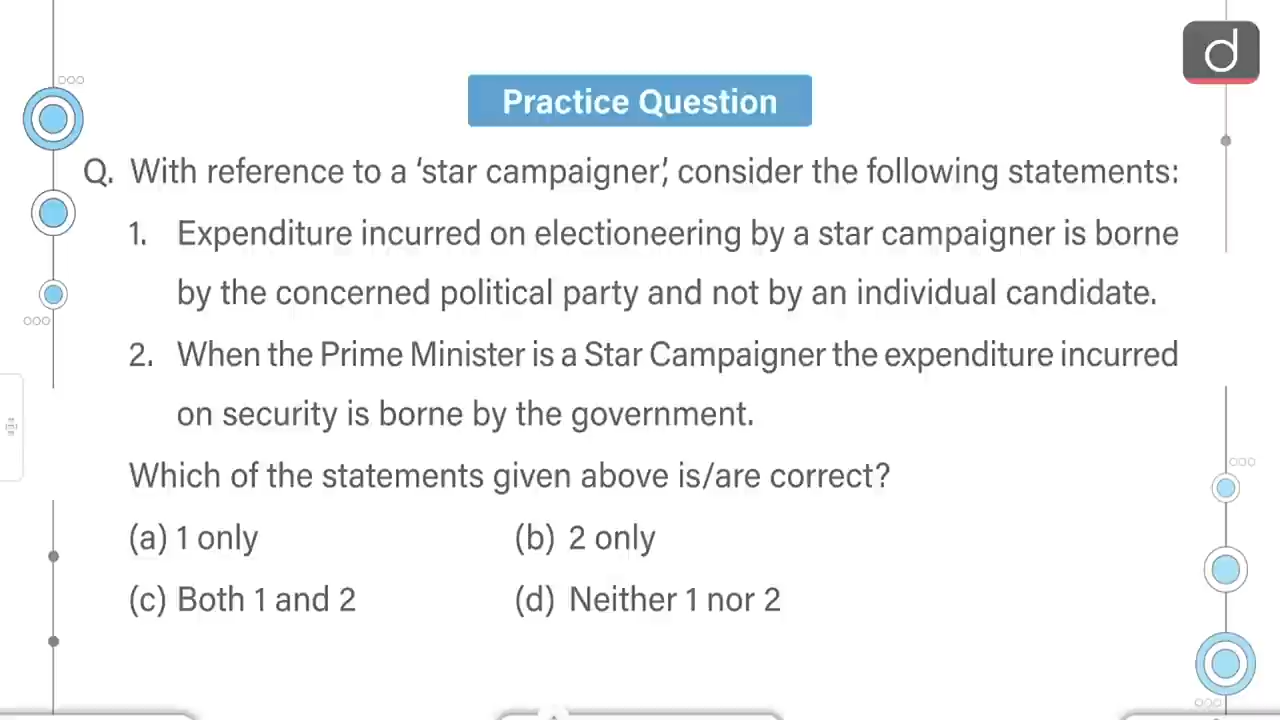 d
Practice Question
Q. With reference to a ‘star campaigner’, consider the following statements:
1. Expenditure incurred on electioneering by a star campaigner is borne
by the concerned political party and not by an individual candidate.
2. When the Prime Minister is a Star Campaigner the expenditure incurred
on security is borne by the government.
Which of the statements given above is/are correct?
(a) 1 only (b) 2 only
(c) Both 1 and 2 (d) Neither 1 nor 2